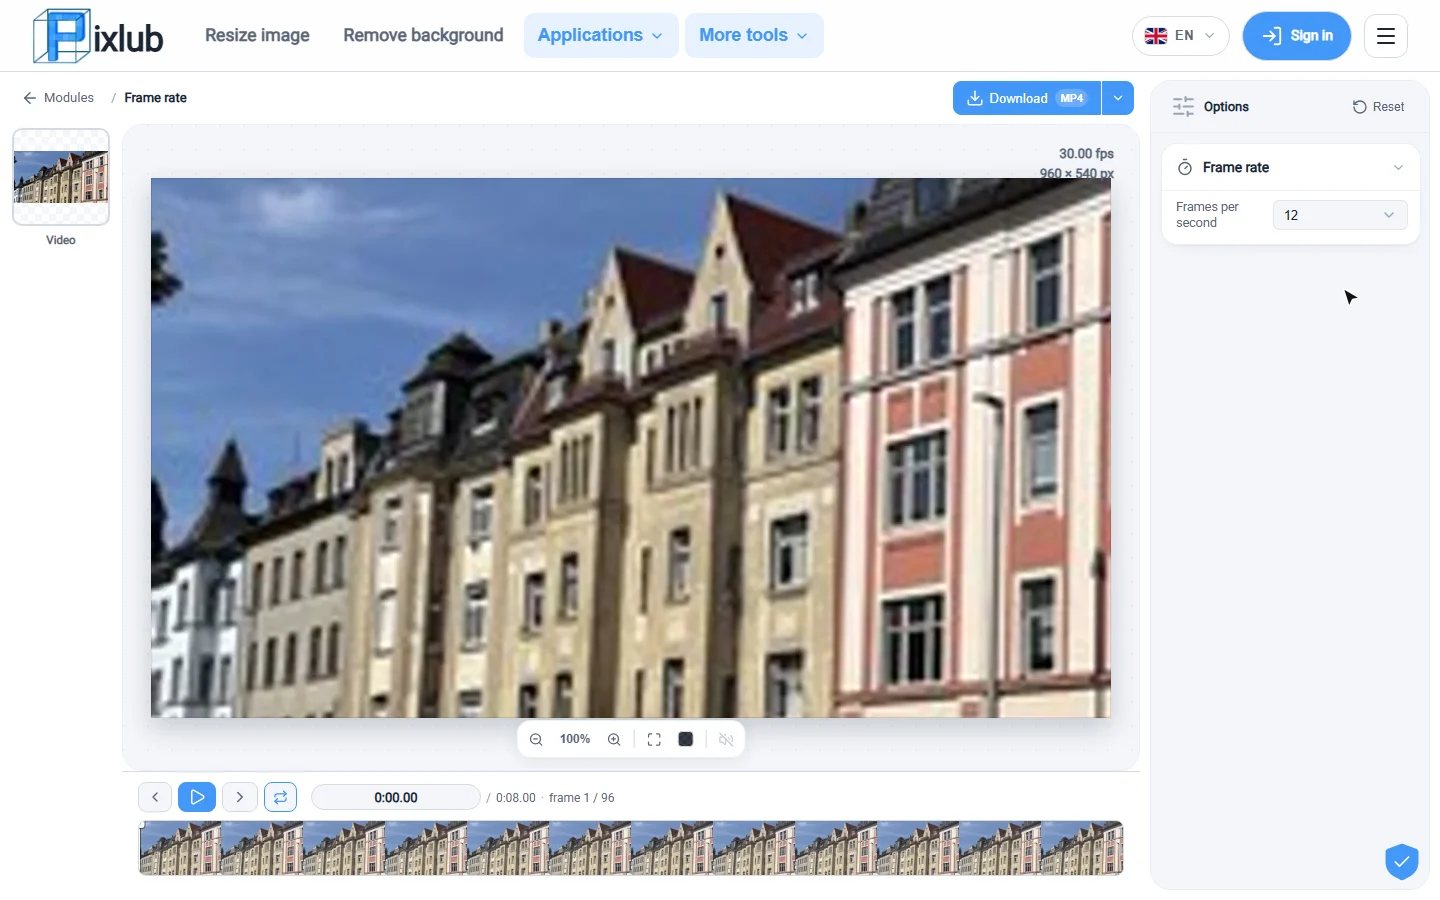 Pixlub
Resize image
Remove background
Applications
More tools
EN
Sign in
Modules / Frame rate
Download MP4
Options
Reset
Video
30.00 fps
960 × 540 px
Frame rate
Frames per second
12
100%
0:00.00 / 0:08.00 · frame 1 / 96